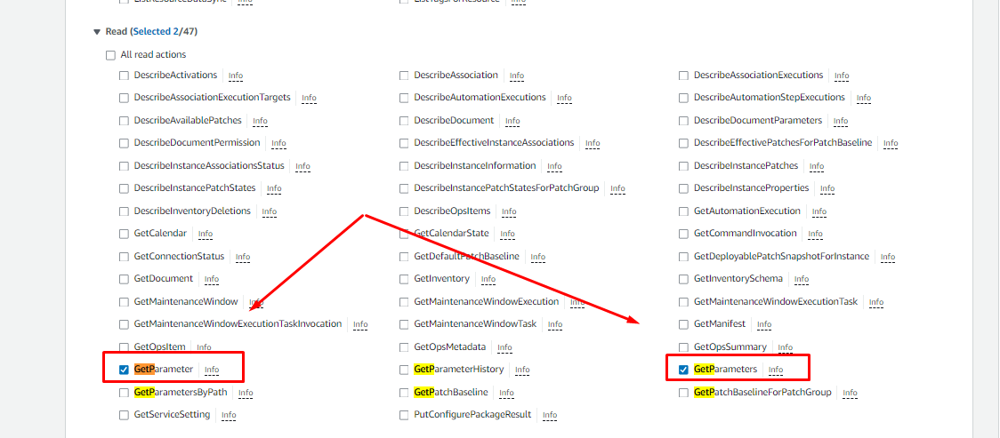 ListResourceDataSync Info ListTagsForResource Info
Read (Selected 2/47)
All read actions
DescribeActivations Info DescribeAssociation Info DescribeAssociationExecutions Info
DescribeAssociationExecutionTargets Info DescribeAutomationExecutions Info DescribeAutomationStepExecutions Info
DescribeAvailablePatches Info DescribeDocument Info DescribeDocumentParameters Info
DescribeDocumentPermission Info DescribeEffectiveInstanceAssociations Info DescribeEffectivePatchesForPatchBaseline Info
DescribeInstanceAssociationsStatus Info DescribeInstanceInformation Info DescribeInstancePatches Info
DescribeInstancePatchStates Info DescribeInstancePatchStatesForPatchGroup Info DescribeInstanceProperties Info
DescribeInventoryDeletions Info DescribeOpsItems Info GetAutomationExecution Info
GetCalendar Info GetCalendarState Info GetCommandInvocation Info
GetConnectionStatus Info GetDefaultPatchBaseline Info GetDeployablePatchSnapshotForInstance Info
GetDocument Info GetInventory Info GetInventorySchema Info
GetMaintenanceWindow Info GetMaintenanceWindowExecution Info GetMaintenanceWindowExecutionTask Info
GetMaintenanceWindowExecutionTaskInvocation Info GetMaintenanceWindowTask Info GetManifest Info
GetOpsItem Info GetOpsMetadata Info GetOpsSummary Info
GetParameter Info GetParameterHistory Info GetParameters Info
GetParametersByPath Info GetPatchBaseline Info GetPatchBaselineForPatchGroup Info
GetServiceSetting Info PutConfigurePackageResult Info